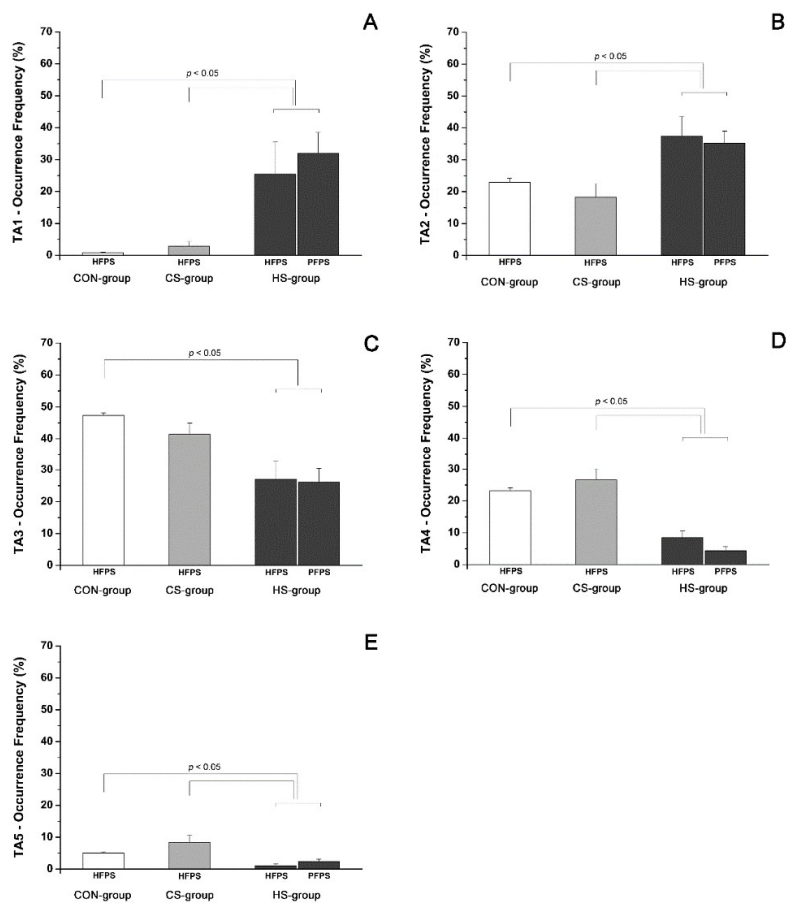 A
TA1 - Occurrence Frequency (%)
70
60
50
40
30
20
10
0
p < 0.05
HFPS HFPS HFPS PFPS
CON-group CS-group HS-group
B
TA2 - Occurrence Frequency (%)
70
60
50
40
30
20
10
0
p < 0.05
HFPS HFPS HFPS PFPS
CON-group CS-group HS-group
C
TA3 - Occurrence Frequency (%)
70
60
50
40
30
20
10
0
p < 0.05
HFPS HFPS HFPS PFPS
CON-group CS-group HS-group
D
TA4 - Occurrence Frequency (%)
70
60
50
40
30
20
10
0
p < 0.05
HFPS HFPS HFPS PFPS
CON-group CS-group HS-group
E
TA5 - Occurrence Frequency (%)
70
60
50
40
30
20
10
0
p < 0.05
HFPS HFPS HFPS PFPS
CON-group CS-group HS-group